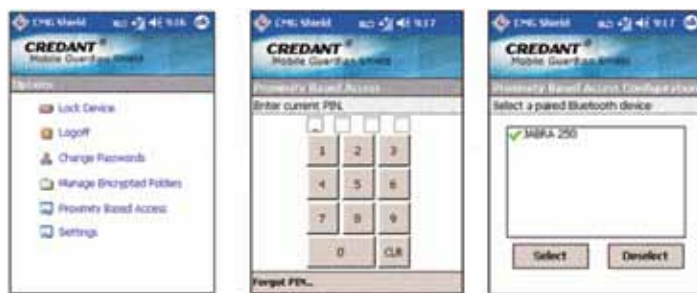 CMG Shield 9:16
CREDANT®
Mobile Guardian Shield
Options
Lock Device
Logoff
Change Passwords
Manage Encrypted Folders
Proximity Based Access
Settings
CMG Shield 9:17
CREDANT®
Mobile Guardian Shield
Proximity Based Access
Enter current PIN.
1 2 3
4 5 6
7 8 9
0 CLR
Forgot PIN...
CMG Shield 9:17
CREDANT®
Mobile Guardian Shield
Proximity Based Access Configuration
Select a paired Bluetooth device
JABRA 250
Select Deselect